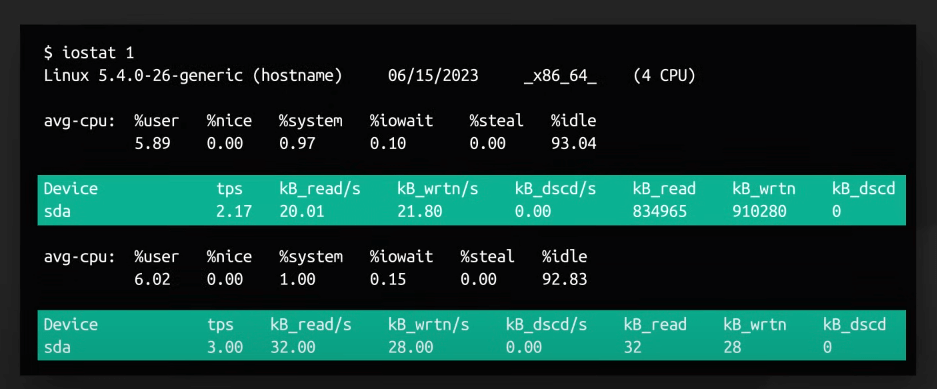 $ iostat 1
Linux 5.4.0-26-generic (hostname) 06/15/2023 _x86_64_ (4 CPU)
avg-cpu: %user %nice %system %iowait %steal %idle
5.89 0.00 0.97 0.10 0.00 93.04
Device tps kB_read/s kB_wrtn/s kB_dscd/s kB_read kB_wrtn kB_dscd
sda 2.17 20.01 21.80 0.00 834965 910280 0
avg-cpu: %user %nice %system %iowait %steal %idle
6.02 0.00 1.00 0.15 0.00 92.83
Device tps kB_read/s kB_wrtn/s kB_dscd/s kB_read kB_wrtn kB_dscd
sda 3.00 32.00 28.00 0.00 32 28 0